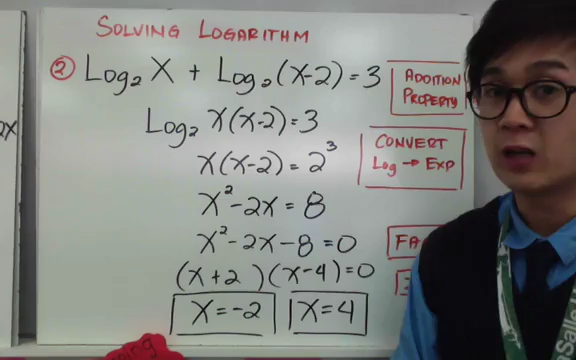 SOLVING LOGARITHM
② Log₂ X + Log₂ (X-2) = 3
ADDITION
PROPERTY
Log₂ X(X-2) = 3
CONVERT
Log → EXP
X(X-2) = 2³
X² - 2X = 8
X² - 2X - 8 = 0
(X+2)(X-4) = 0
X = -2
X = 4
2X